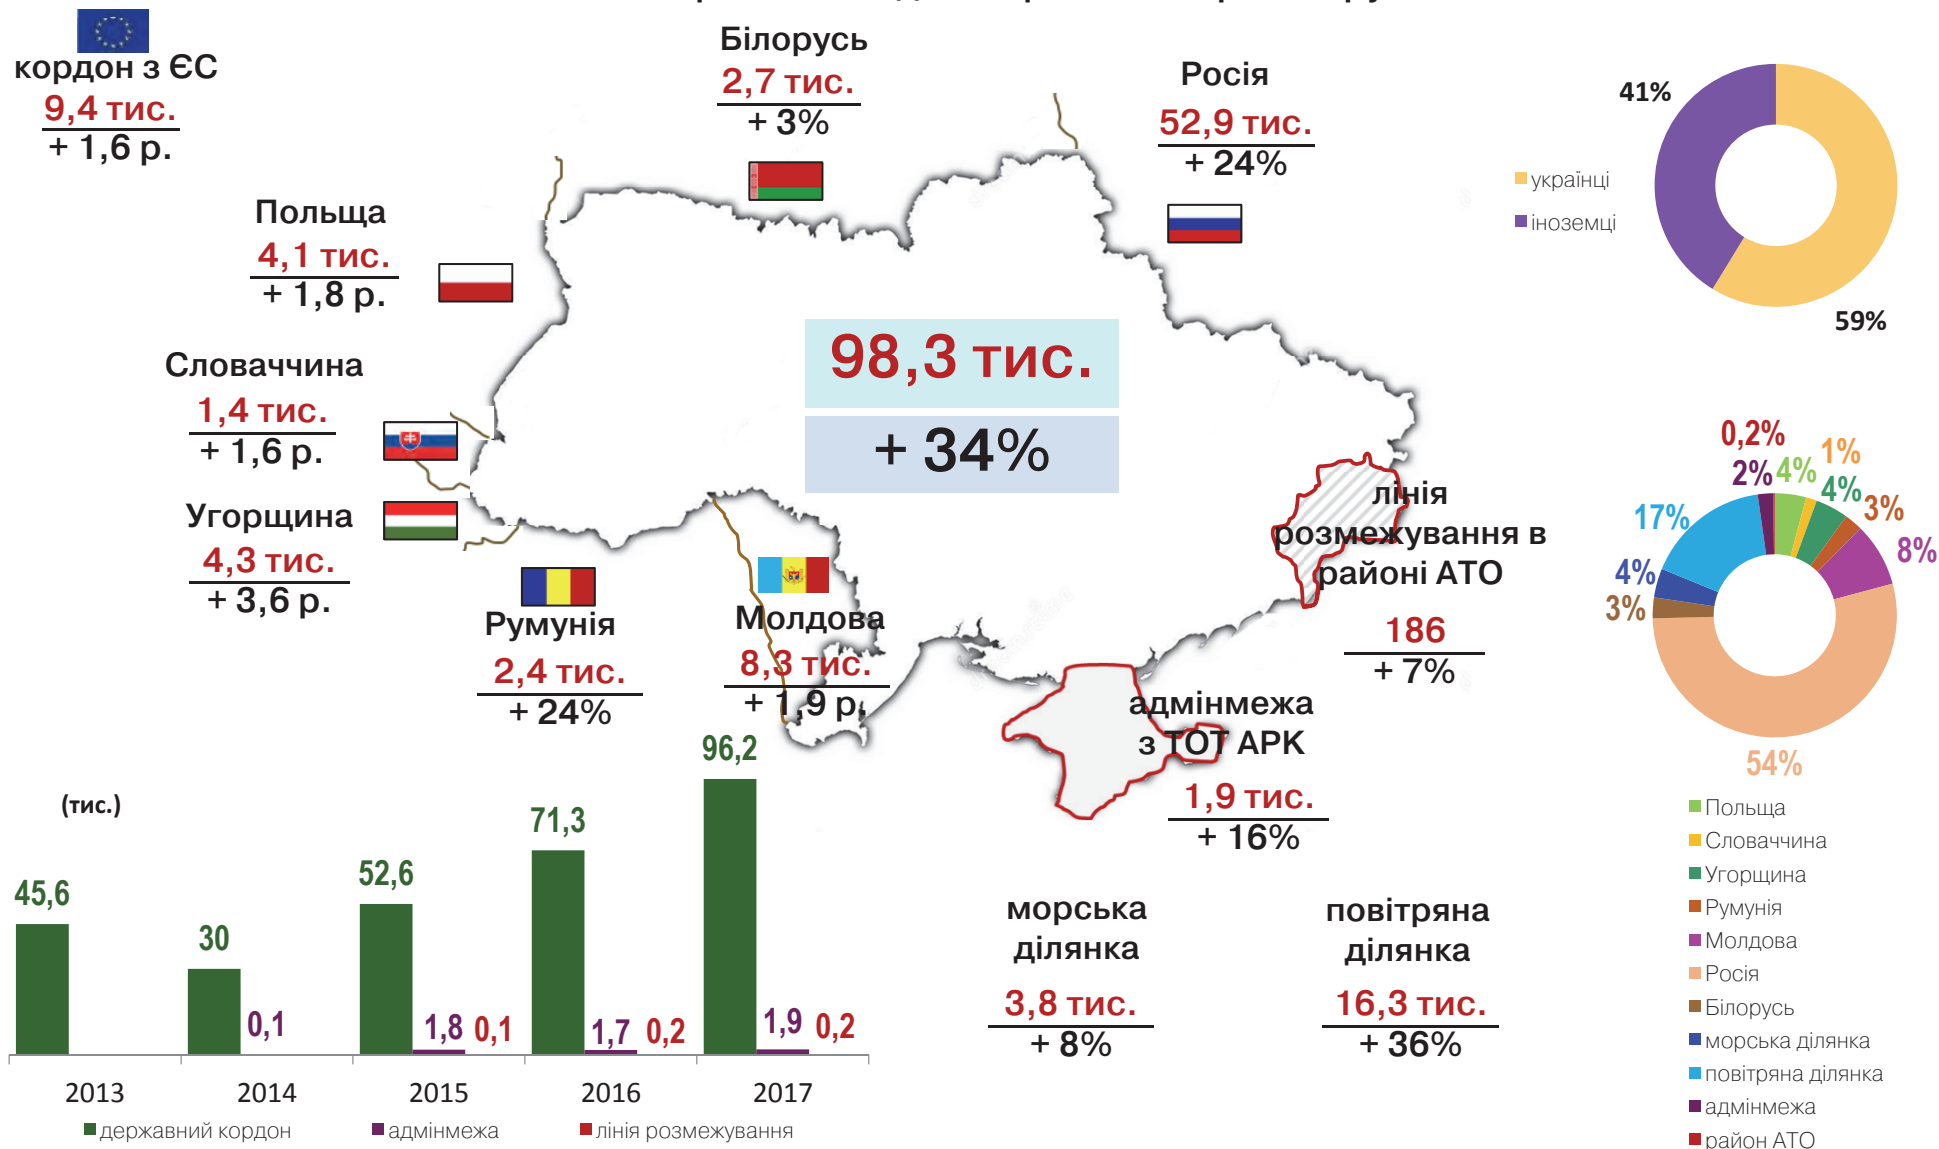 кордон з ЄС
9,4 тис.
+ 1,6 р.
Білорусь
2,7 тис.
+ 3%
Росія
52,9 тис.
+ 24%
41%
українці
іноземці
59%
Польща
4,1 тис.
+ 1,8 р.
98,3 тис.
+ 34%
Словаччина
1,4 тис.
+ 1,6 р.
Угорщина
4,3 тис.
+ 3,6 р.
Румунія
2,4 тис.
+ 24%
Молдова
8,3 тис.
+ 1,9 р.
лінія
розмежування в
районі АТО
186
+ 7%
адмінмежа
з ТОТ АРК
1,9 тис.
+ 16%
0,2%
1%
2%
4%
4%
17%
3%
8%
4%
3%
54%
Польща
Словаччина
Угорщина
Румунія
Молдова
Росія
Білорусь
морська ділянка
повітряна ділянка
адмінмежа
район АТО
морська
ділянка
3,8 тис.
+ 8%
повітряна
ділянка
16,3 тис.
+ 36%
(тис.)
45,6
30
0,1
52,6
1,8
0,1
71,3
1,7
0,2
96,2
1,9
0,2
2013
2014
2015
2016
2017
державний кордон
адмінмежа
лінія розмежування